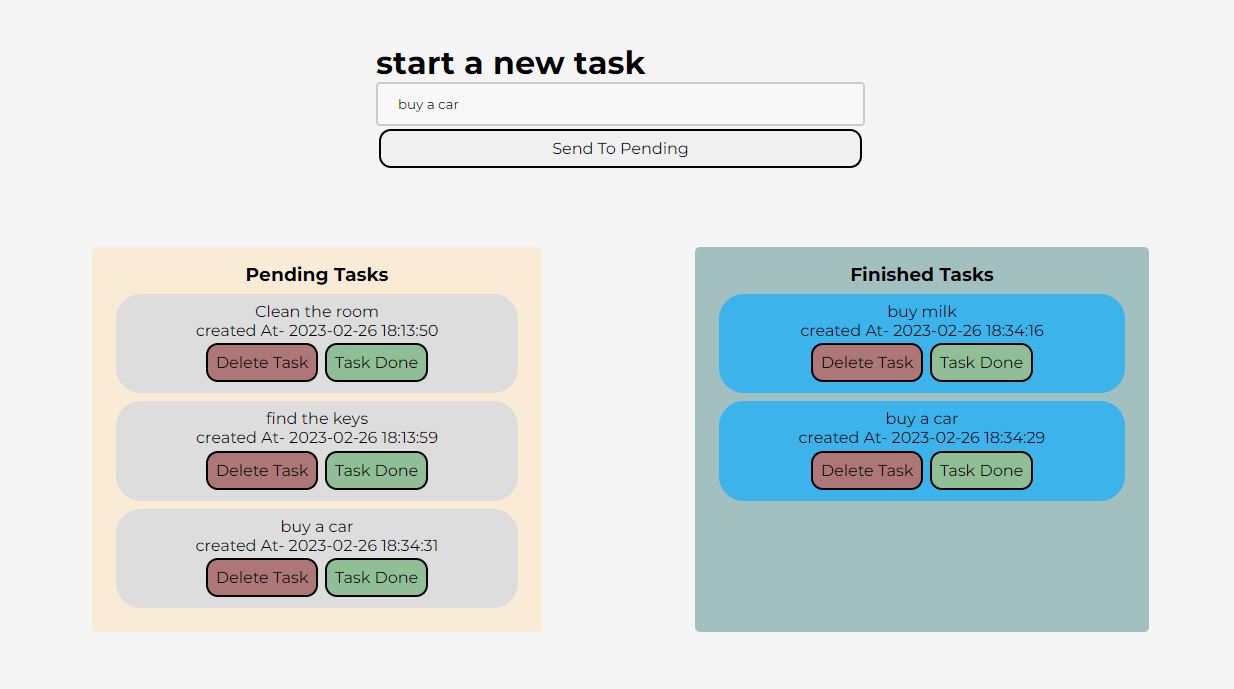 start a new task
buy a car
Send To Pending
Pending Tasks
Clean the room
created At- 2023-02-26 18:13:50
Delete Task
Task Done
find the keys
created At- 2023-02-26 18:13:59
Delete Task
Task Done
buy a car
created At- 2023-02-26 18:34:31
Delete Task
Task Done
Finished Tasks
buy milk
created At- 2023-02-26 18:34:16
Delete Task
Task Done
buy a car
created At- 2023-02-26 18:34:29
Delete Task
Task Done